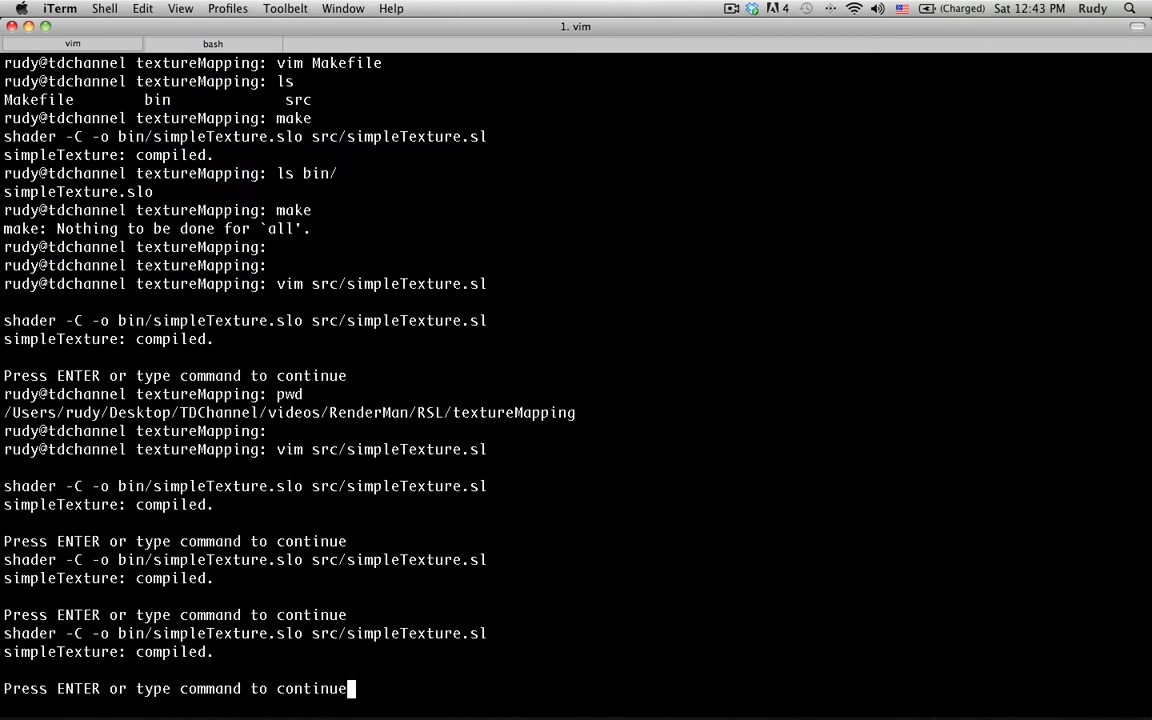 iTerm Shell Edit View Profiles Toolbelt Window Help 4 (Charged) Sat 12:43 PM Rudy
1. vim
vim bash
rudy@tdchannel textureMapping: vim Makefile
rudy@tdchannel textureMapping: ls
Makefile bin src
rudy@tdchannel textureMapping: make
shader -C -o bin/simpleTexture.slo src/simpleTexture.sl
simpleTexture: compiled.
rudy@tdchannel textureMapping: ls bin/
simpleTexture.slo
rudy@tdchannel textureMapping: make
make: Nothing to be done for `all'.
rudy@tdchannel textureMapping:
rudy@tdchannel textureMapping:
rudy@tdchannel textureMapping: vim src/simpleTexture.sl
shader -C -o bin/simpleTexture.slo src/simpleTexture.sl
simpleTexture: compiled.
Press ENTER or type command to continue
rudy@tdchannel textureMapping: pwd
/Users/rudy/Desktop/TDChannel/videos/RenderMan/RSL/textureMapping
rudy@tdchannel textureMapping:
rudy@tdchannel textureMapping: vim src/simpleTexture.sl
shader -C -o bin/simpleTexture.slo src/simpleTexture.sl
simpleTexture: compiled.
Press ENTER or type command to continue
shader -C -o bin/simpleTexture.slo src/simpleTexture.sl
simpleTexture: compiled.
Press ENTER or type command to continue
shader -C -o bin/simpleTexture.slo src/simpleTexture.sl
simpleTexture: compiled.
Press ENTER or type command to continue